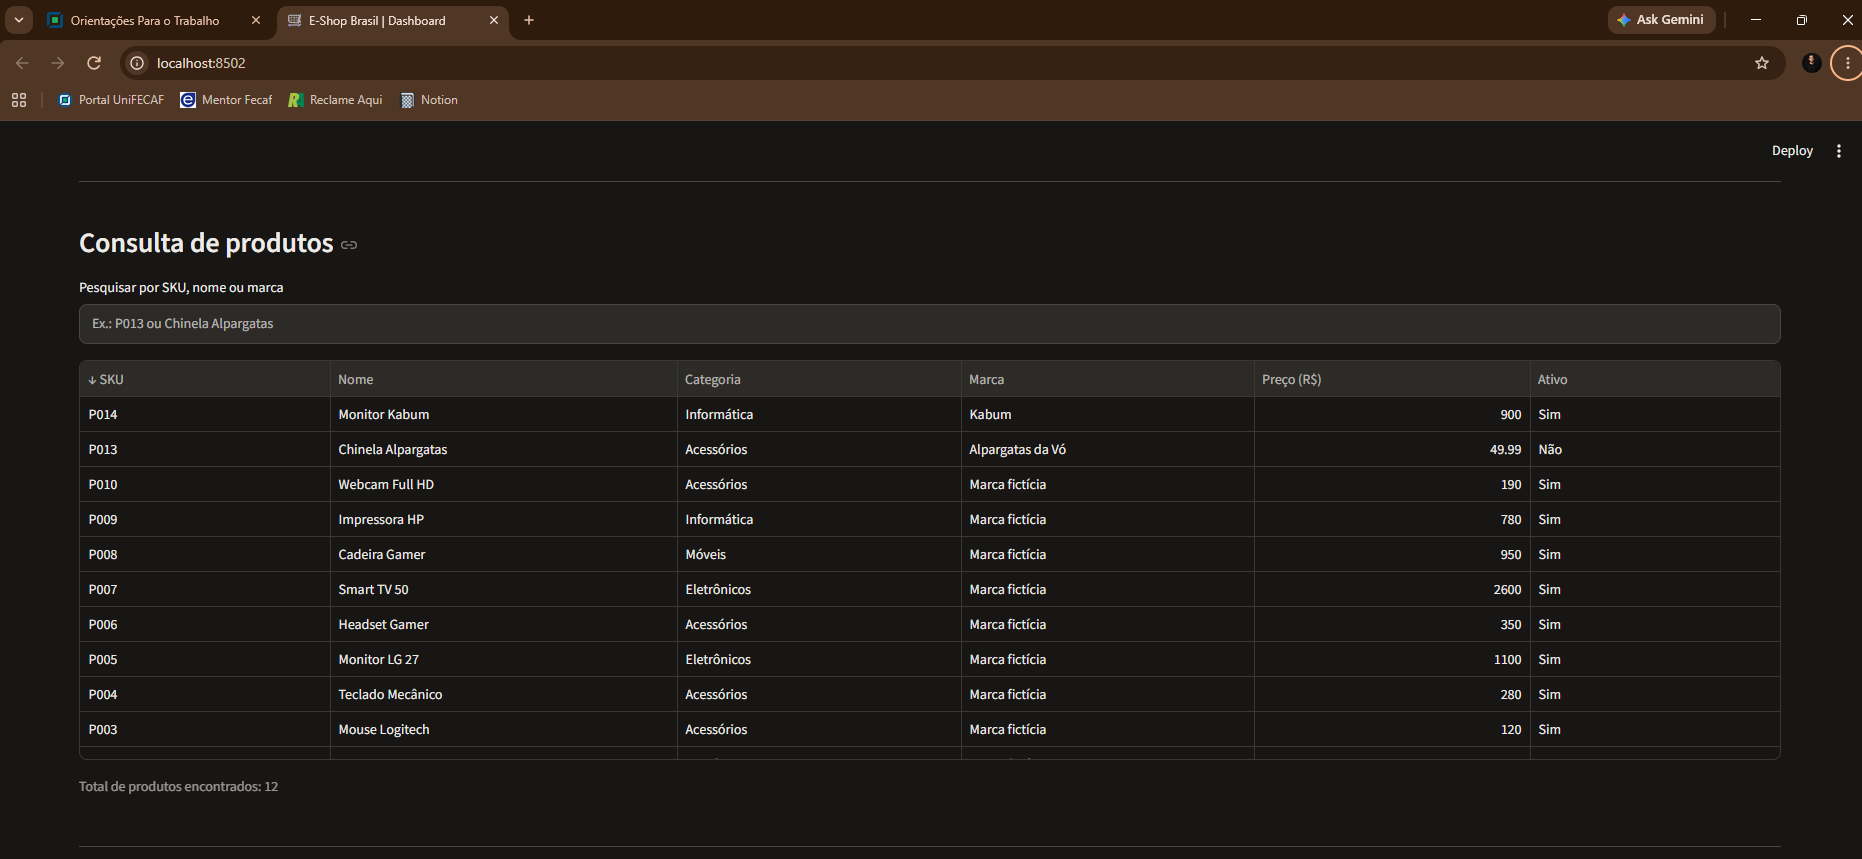 Orientações Para o Trabalho
E-Shop Brasil | Dashboard
Ask Gemini
localhost:8502
Portal UniFECAF
Mentor Fecaf
Reclame Aqui
Notion
Deploy
Consulta de produtos
Pesquisar por SKU, nome ou marca
Ex.: P013 ou Chinela Alpargatas
↓ SKU Nome Categoria Marca Preço (R$) Ativo
P014 Monitor Kabum Informática Kabum 900 Sim
P013 Chinela Alpargatas Acessórios Alpargatas da Vó 49.99 Não
P010 Webcam Full HD Acessórios Marca fictícia 190 Sim
P009 Impressora HP Informática Marca fictícia 780 Sim
P008 Cadeira Gamer Móveis Marca fictícia 950 Sim
P007 Smart TV 50 Eletrônicos Marca fictícia 2600 Sim
P006 Headset Gamer Acessórios Marca fictícia 350 Sim
P005 Monitor LG 27 Eletrônicos Marca fictícia 1100 Sim
P004 Teclado Mecânico Acessórios Marca fictícia 280 Sim
P003 Mouse Logitech Acessórios Marca fictícia 120 Sim
Total de produtos encontrados: 12